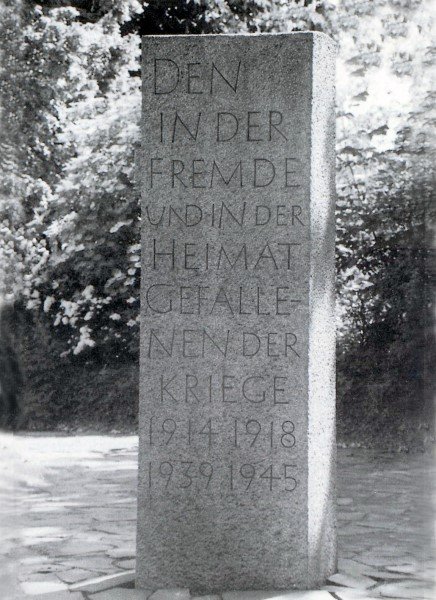 DEN
IN DER
FREMDE
UND IN DER
HEIMAT
GEFALLE-
NEN DER
KRIEGE
1914 1918
1939 1945